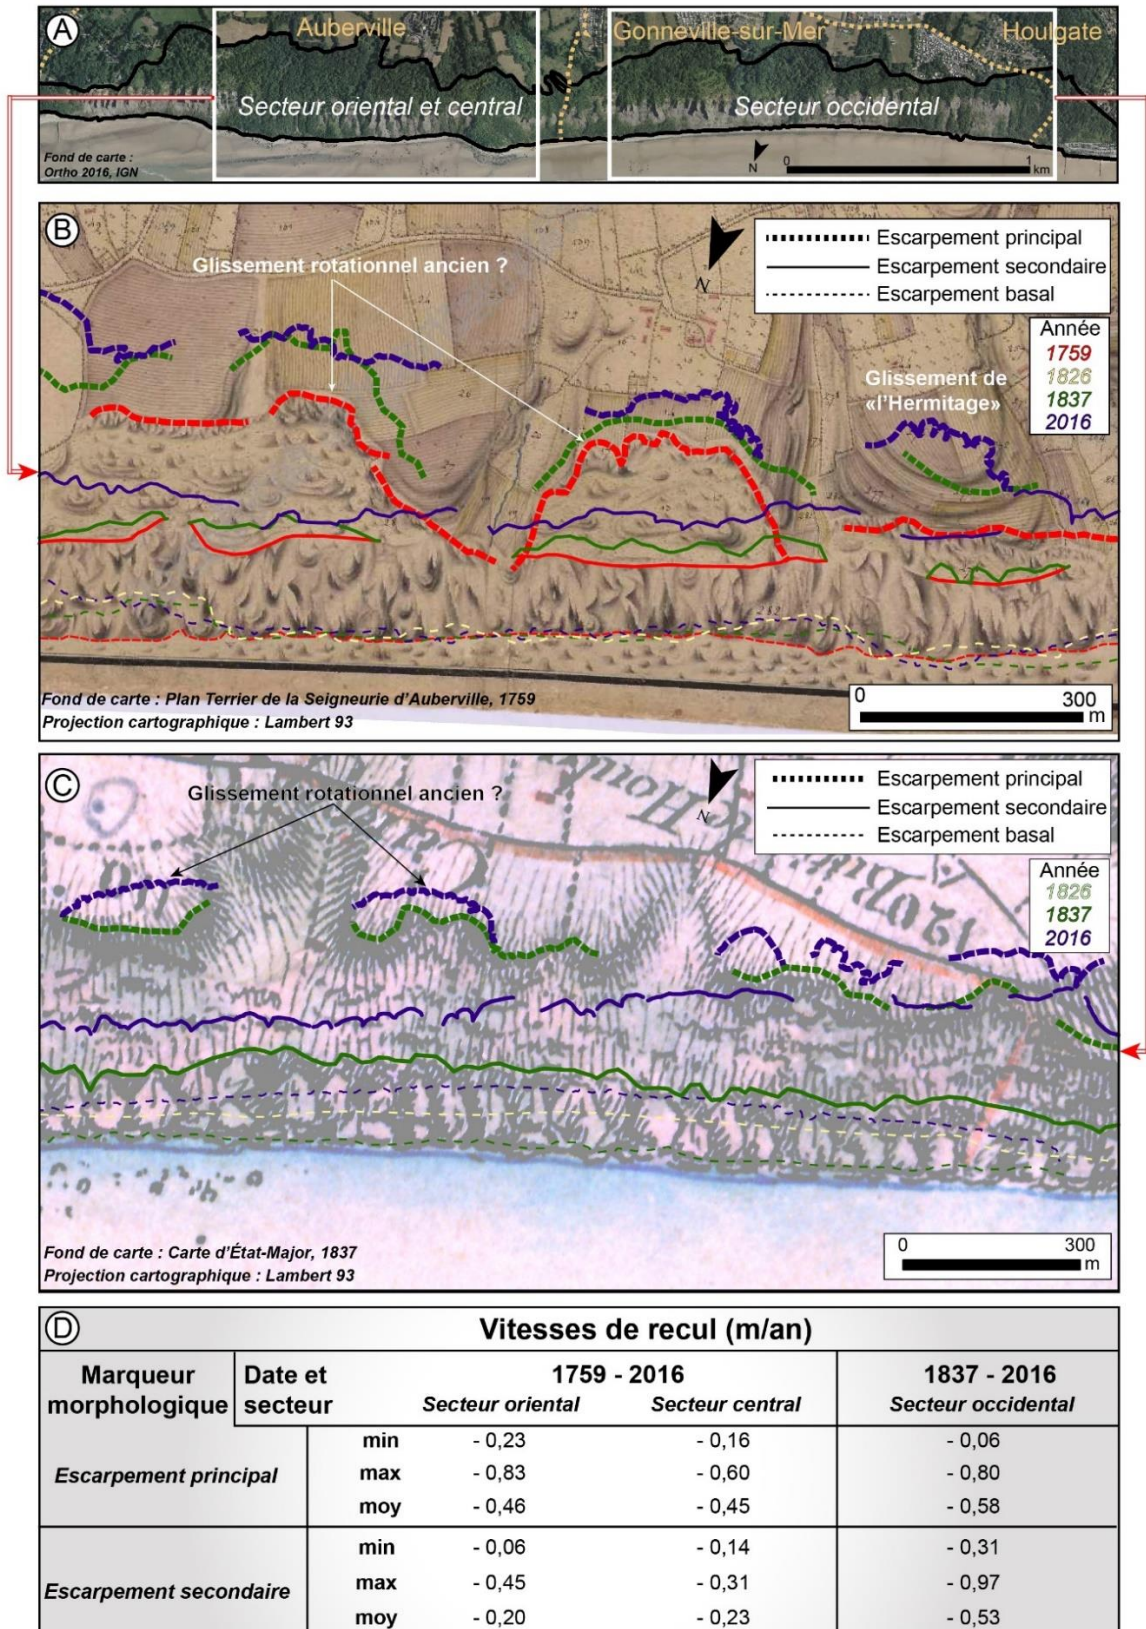 A
Auberville
Gonneville-sur-Mer
Houlgate
Secteur oriental et central
Secteur occidental
Fond de carte :
Ortho 2016, IGN
N
0 1
km
B
Glissement rotationnel ancien ?
Escarpement principal
Escarpement secondaire
Escarpement basal
N
Année
1759
1826
1837
2016
Glissement de
«l'Hermitage»
Fond de carte : Plan Terrier de la Seigneurie d'Auberville, 1759
Projection cartographique : Lambert 93
0 300
m
C
Glissement rotationnel ancien ?
Escarpement principal
Escarpement secondaire
Escarpement basal
N
Année
1826
1837
2016
Fond de carte : Carte d'État-Major, 1837
Projection cartographique : Lambert 93
0 300
m
D
Vitesses de recul (m/an)
Marqueur morphologique Date et secteur 1759 - 2016 1837 - 2016
Secteur oriental Secteur central Secteur occidental
Escarpement principal
min - 0,23 - 0,16 - 0,06
max - 0,83 - 0,60 - 0,80
moy - 0,46 - 0,45 - 0,58
Escarpement secondaire
min - 0,06 - 0,14 - 0,31
max - 0,45 - 0,31 - 0,97
moy - 0,20 - 0,23 - 0,53